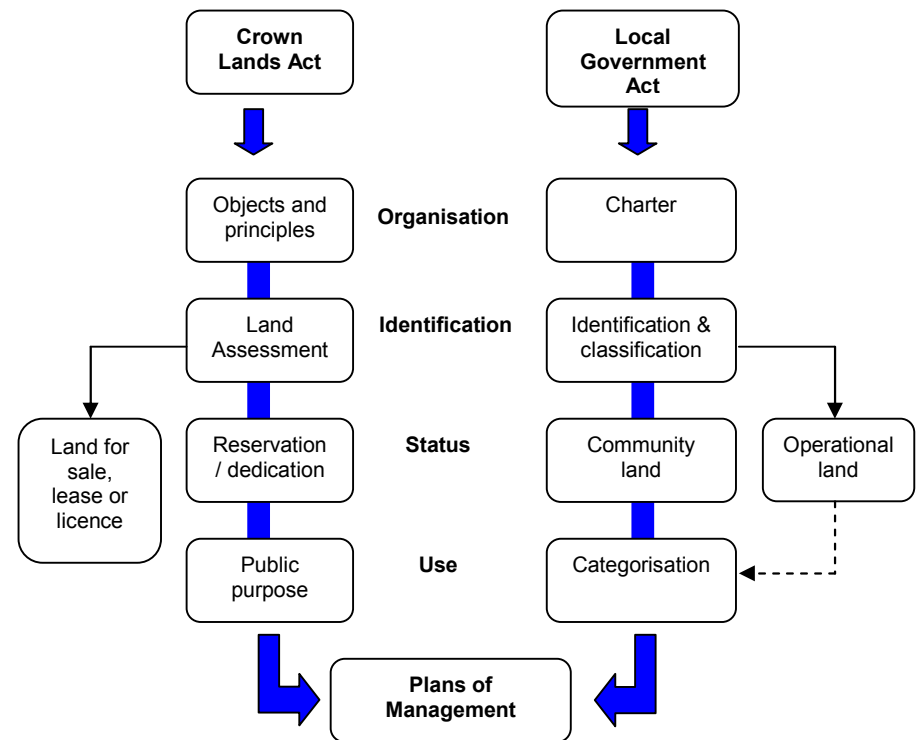 Crown
Lands Act
Local
Government
Act
Objects and
principles
Organisation
Charter
Land
Assessment
Identification
Identification &
classification
Land for
sale,
lease or
licence
Reservation
/ dedication
Status
Community
land
Operational
land
Public
purpose
Use
Categorisation
Plans of
Management